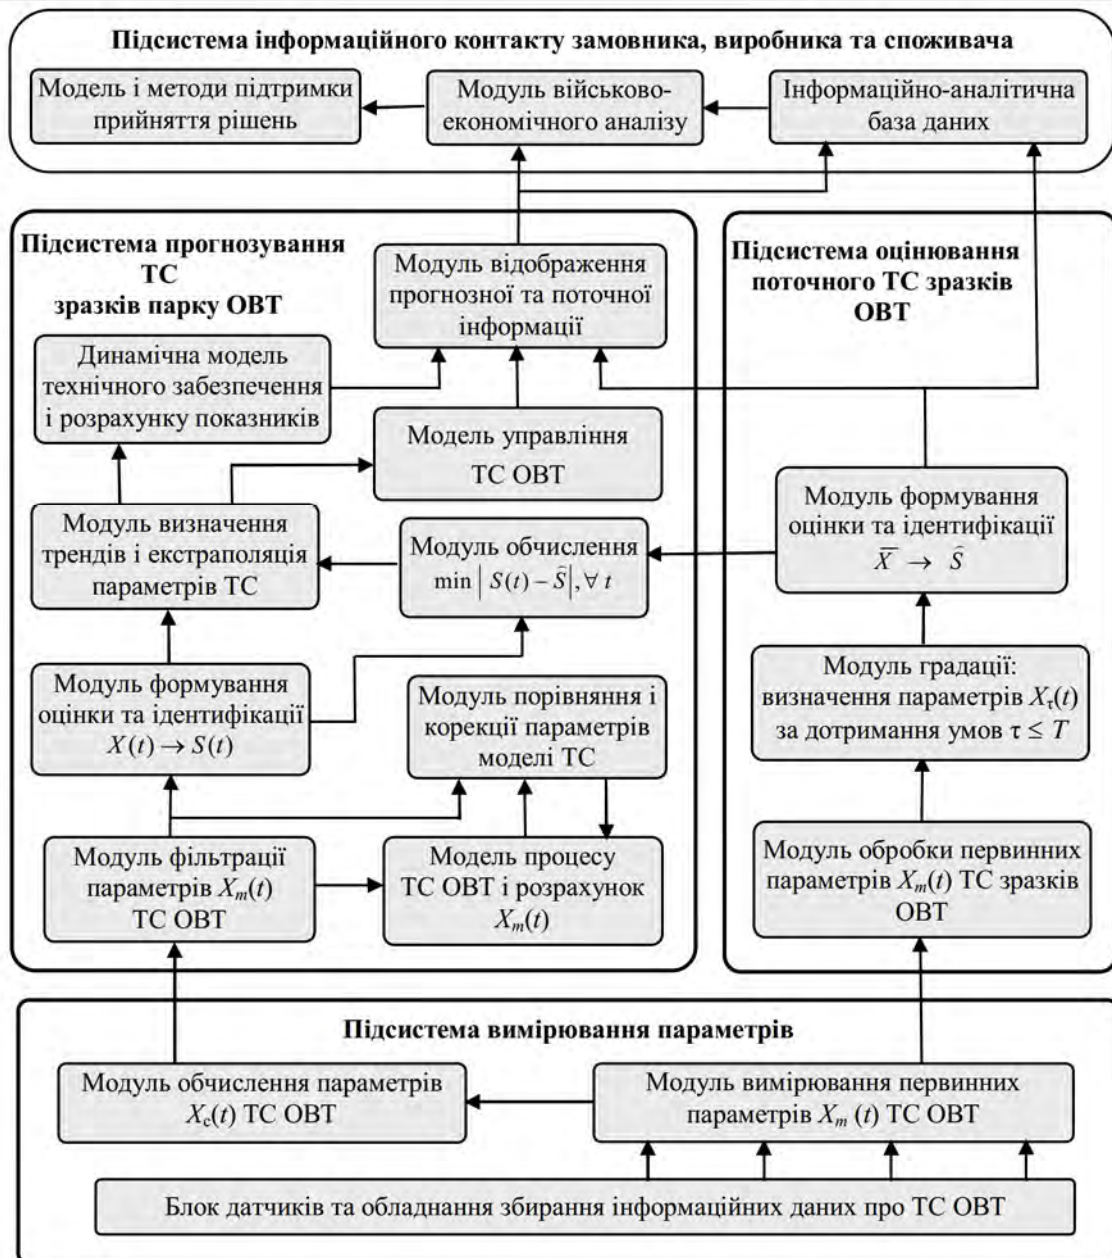 Підсистема інформаційного контакту замовника, виробника та споживача
Модель і методи підтримки
прийняття рішень
Модуль військово-
економічного аналізу
Інформаційно-аналітична
база даних
Підсистема прогнозування
ТС
зразків парку ОВТ
Модуль відображення
прогнозної та поточної
інформації
Підсистема оцінювання
поточного ТС зразків
ОВТ
Динамічна модель
технічного забезпечення
і розрахунку показників
Модель управління
ТС ОВТ
Модуль визначення
трендів і екстраполяція
параметрів ТС
Модуль обчислення
min | S(t) – Ŝ|, ∀ t
Модуль формування
оцінки та ідентифікації
X̅ → Ŝ
Модуль формування
оцінки та ідентифікації
X(t) → S(t)
Модуль порівняння і
корекції параметрів
моделі ТС
Модуль градації:
визначення параметрів Xτ(t)
за дотримання умов τ ≤ T
Модуль фільтрації
параметрів Xm(t)
ТС ОВТ
Модель процесу
ТС ОВТ і розрахунок
Xm(t)
Модуль обробки первинних
параметрів Xm(t) ТС зразків
ОВТ
Підсистема вимірювання параметрів
Модуль обчислення параметрів
Xc(t) ТС ОВТ
Модуль вимірювання первинних
параметрів Xm (t) ТС ОВТ
Блок датчиків та обладнання збирання інформаційних даних про ТС ОВТ